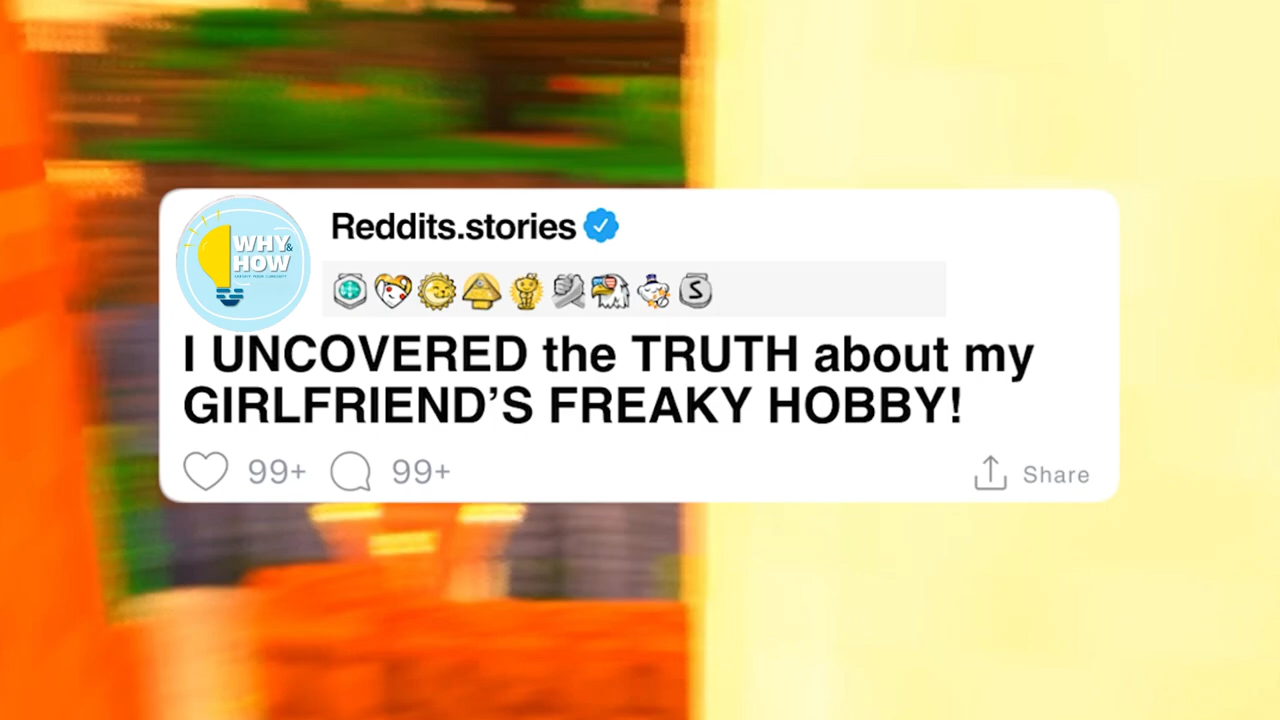 WHY&
HOW
Reddits.stories
I UNCOVERED the TRUTH about my
GIRLFRIEND’S FREAKY HOBBY!
99+ 99+ Share